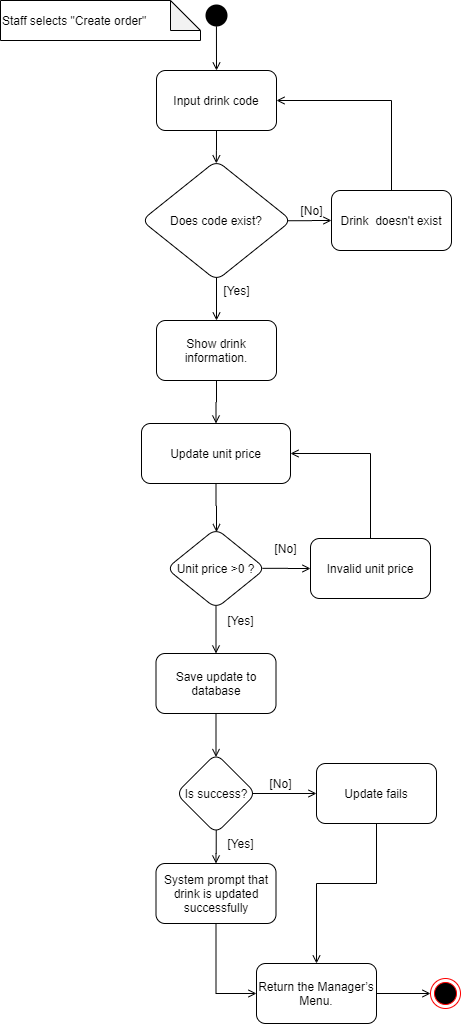 Staff selects "Create order"
Input drink code
Does code exist?
[No]
Drink  doesn't exist
[Yes]
Show drink
information.
Update unit price
[No]
Unit price >0 ?
Invalid unit price
[Yes]
Save update to
database
[No]
Is success?
Update fails
[Yes]
System prompt that
drink is updated
successfully
Return the Manager's
Menu.